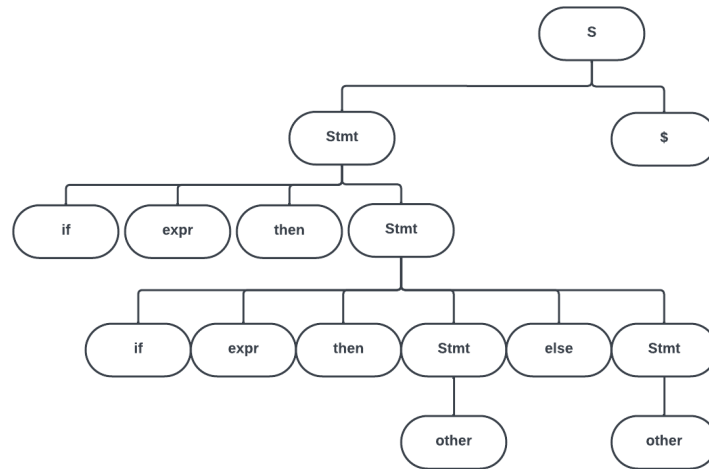 S
Stmt $
if expr then Stmt
if expr then Stmt else Stmt
other other